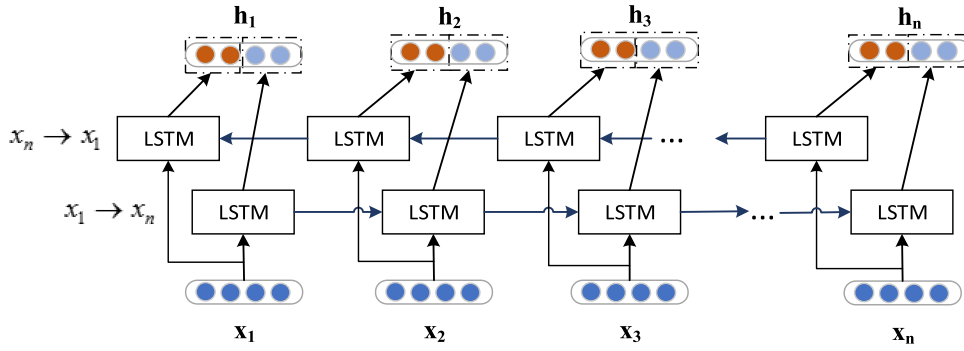 h₁ h₂ h₃ hₙ
xₙ → x₁ LSTM LSTM LSTM ... LSTM
x₁ → xₙ LSTM LSTM LSTM ... LSTM
x₁ x₂ x₃ xₙ